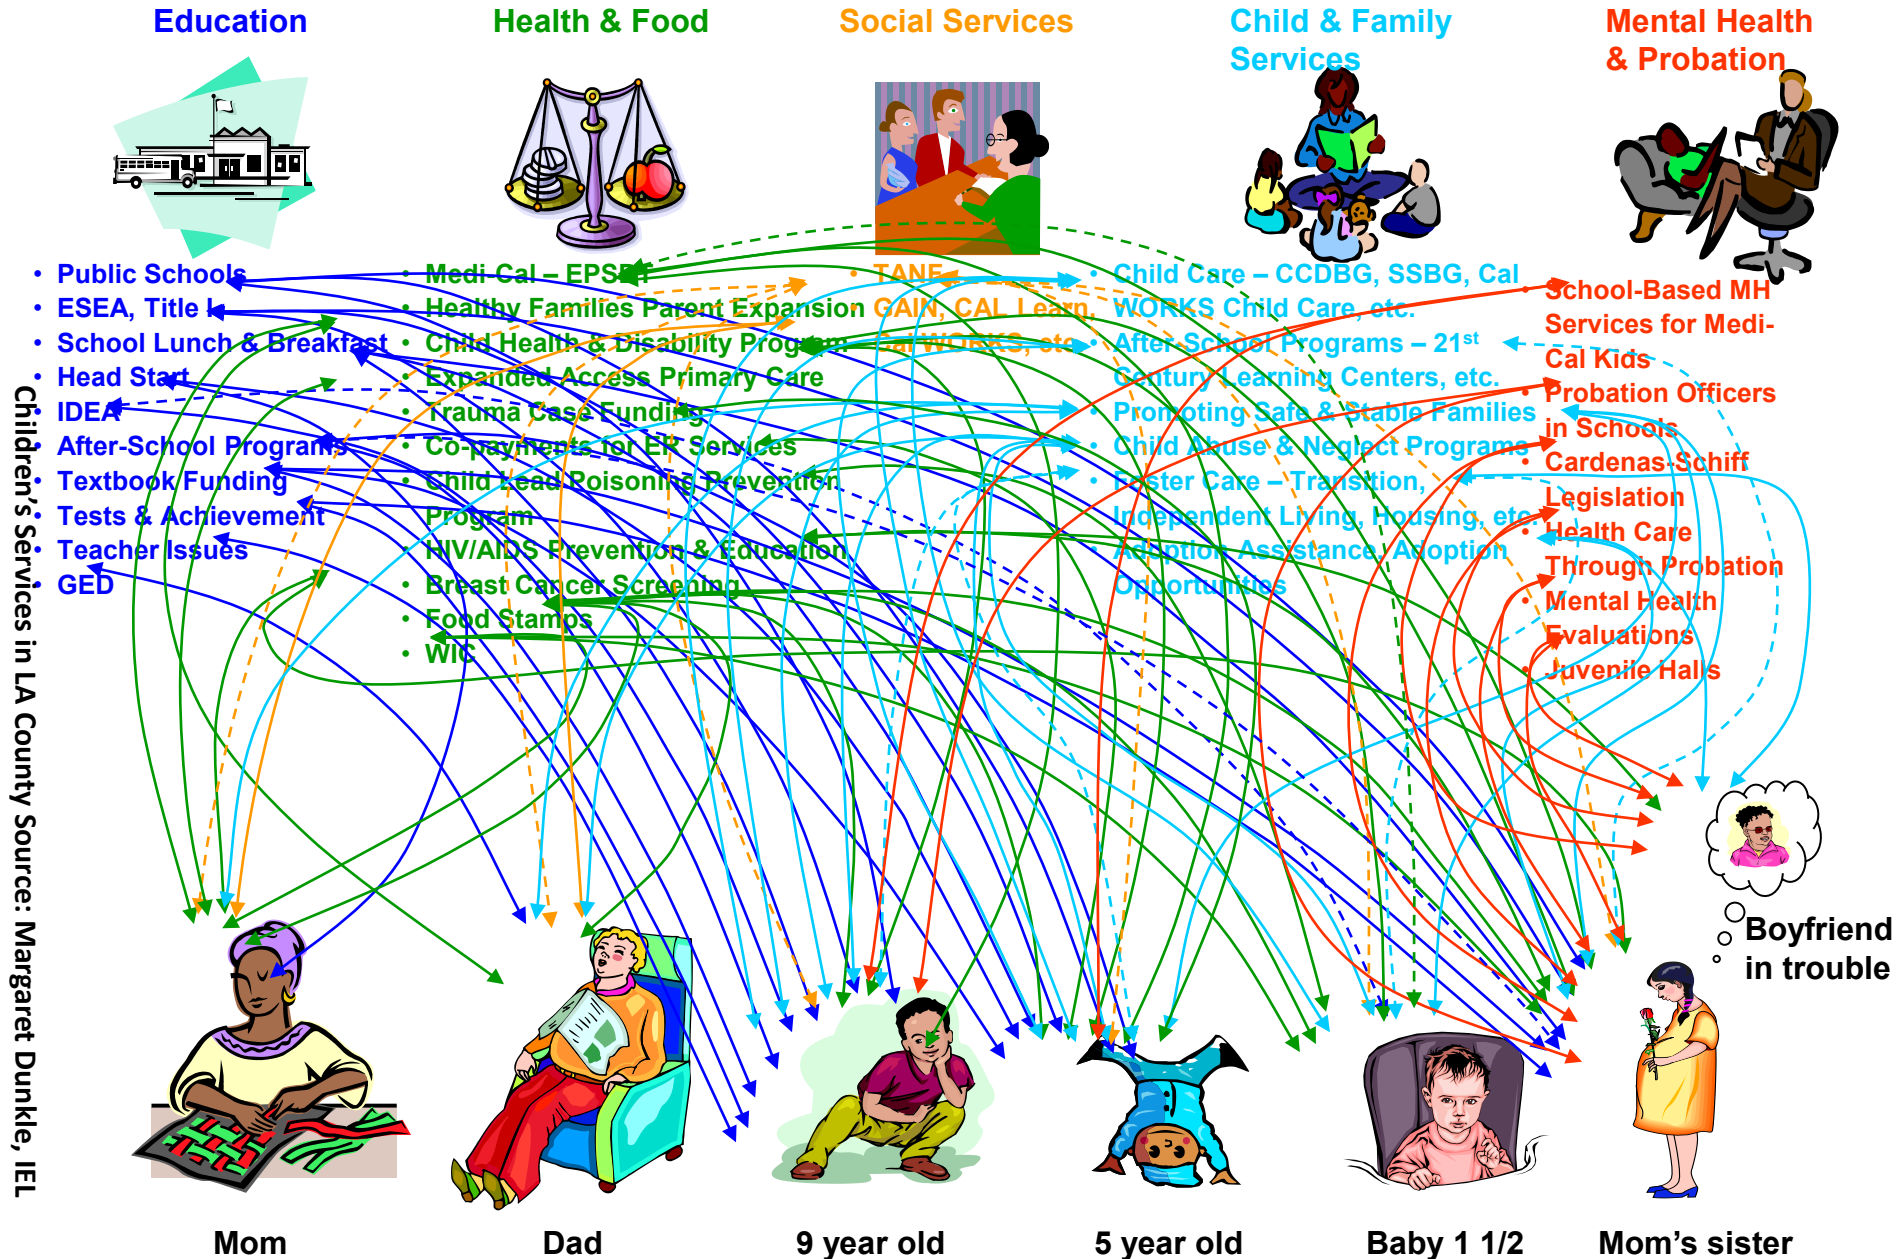 Education
Health & Food
Social Services
Child & Family
Services
Mental Health
& Probation
• Public Schools
• ESEA, Title I
• School Lunch & Breakfast
• Head Start
• IDEA
• After-School Programs
• Textbook Funding
• Tests & Achievement
• Teacher Issues
• GED
• Medi-Cal – EPSDT
• Healthy Families Parent Expansion
• Child Health & Disability Program
• Expanded Access Primary Care
• Trauma Case Funding
• Co-payments for ER Services
• Child Lead Poisoning Prevention
Program
• HIV/AIDS Prevention & Education
• Breast Cancer Screening
• Food Stamps
• WIC
• TANF
• GAIN, CAL Learn,
Cal WORKS, etc.
• Child Care – CCDBG, SSBG, Cal
WORKS Child Care, etc.
• After-School Programs – 21st
Century Learning Centers, etc.
• Promoting Safe & Stable Families
• Child Abuse & Neglect Programs
• Foster Care – Transition,
Independent Living, Housing, etc.
• Adoption Assistance, Adoption
Opportunities
• School-Based MH
Services for Medi-
Cal Kids
• Probation Officers
in Schools
• Cardenas-Schiff
Legislation
• Health Care
Through Probation
• Mental Health
Evaluations
• Juvenile Halls
Children's Services in LA County Source: Margaret Dunkle, IEL
Boyfriend
in trouble
Mom
Dad
9 year old
5 year old
Baby 1 1/2
Mom's sister